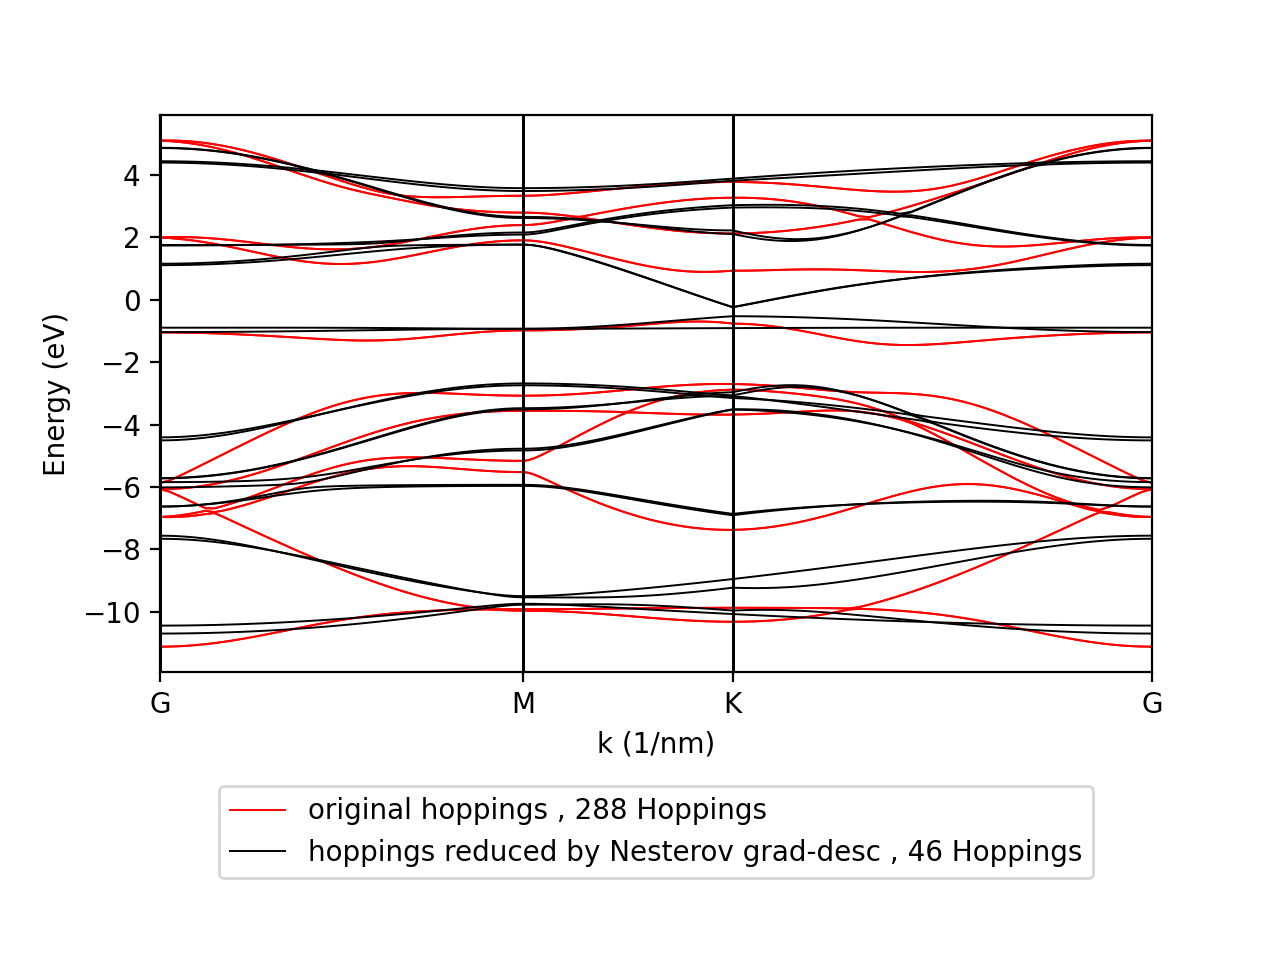 4
2
0
−2
−4
−6
−8
−10
Energy (eV)
G M K G
k (1/nm)
original hoppings , 288 Hoppings
hoppings reduced by Nesterov grad-desc , 46 Hoppings